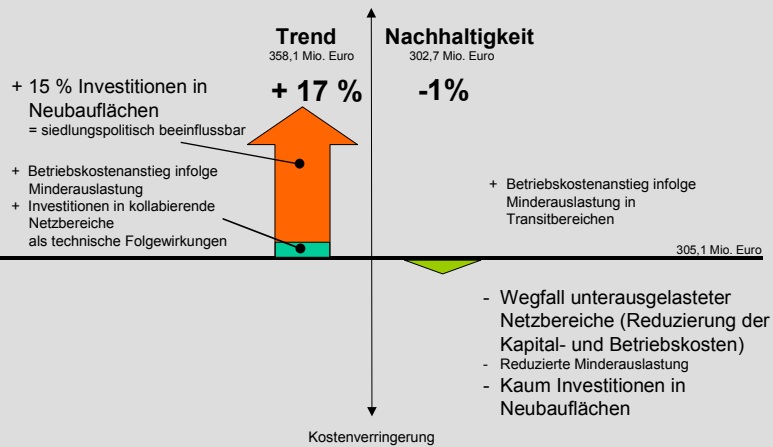 Trend
358,1 Mio. Euro
+ 17 %
Nachhaltigkeit
302,7 Mio. Euro
-1%
+ 15 % Investitionen in
Neubauflächen
= siedlungspolitisch beeinflussbar
+ Betriebskostenanstieg infolge
Minderauslastung
+ Investitionen in kollabierende
Netzbereiche
als technische Folgewirkungen
+ Betriebskostenanstieg infolge
Minderauslastung in
Transitbereichen
305,1 Mio. Euro
- Wegfall unterausgelasteter
Netzbereiche (Reduzierung der
Kapital- und Betriebskosten)
- Reduzierte Minderauslastung
- Kaum Investitionen in
Neubauflächen
Kostenverringerung